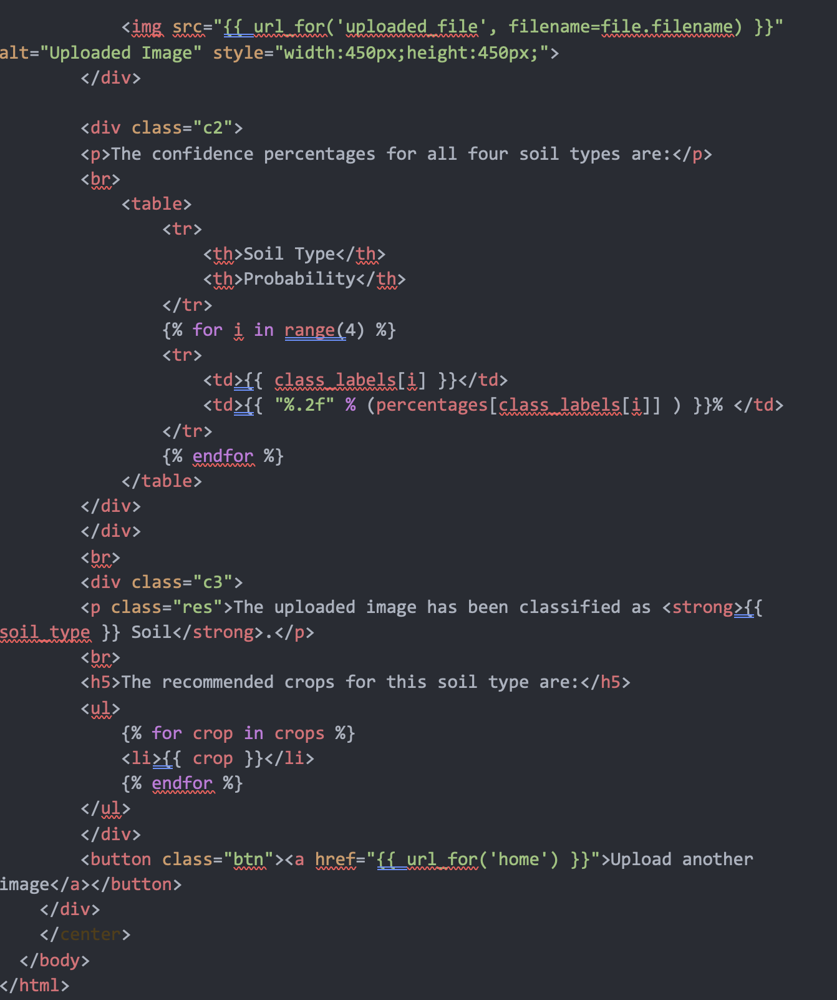 <img src="{{ url_for('uploaded_file', filename=file.filename) }}"
alt="Uploaded Image" style="width:450px;height:450px;">
</div>
<div class="c2">
<p>The confidence percentages for all four soil types are:</p>
<br>
<table>
<tr>
<th>Soil Type</th>
<th>Probability</th>
</tr>
{% for i in range(4) %}
<tr>
<td>{{ class_labels[i] }}</td>
<td>{{ "%.2f" % (percentages[class_labels[i]] ) }}% </td>
</tr>
{% endfor %}
</table>
</div>
</div>
<br>
<div class="c3">
<p class="res">The uploaded image has been classified as <strong>{{
soil_type }} Soil</strong>.</p>
<br>
<h5>The recommended crops for this soil type are:</h5>
<ul>
{% for crop in crops %}
<li>{{ crop }}</li>
{% endfor %}
</ul>
</div>
<button class="btn"><a href="{{ url_for('home') }}">Upload another
image</a></button>
</div>
</center>
</body>
</html>